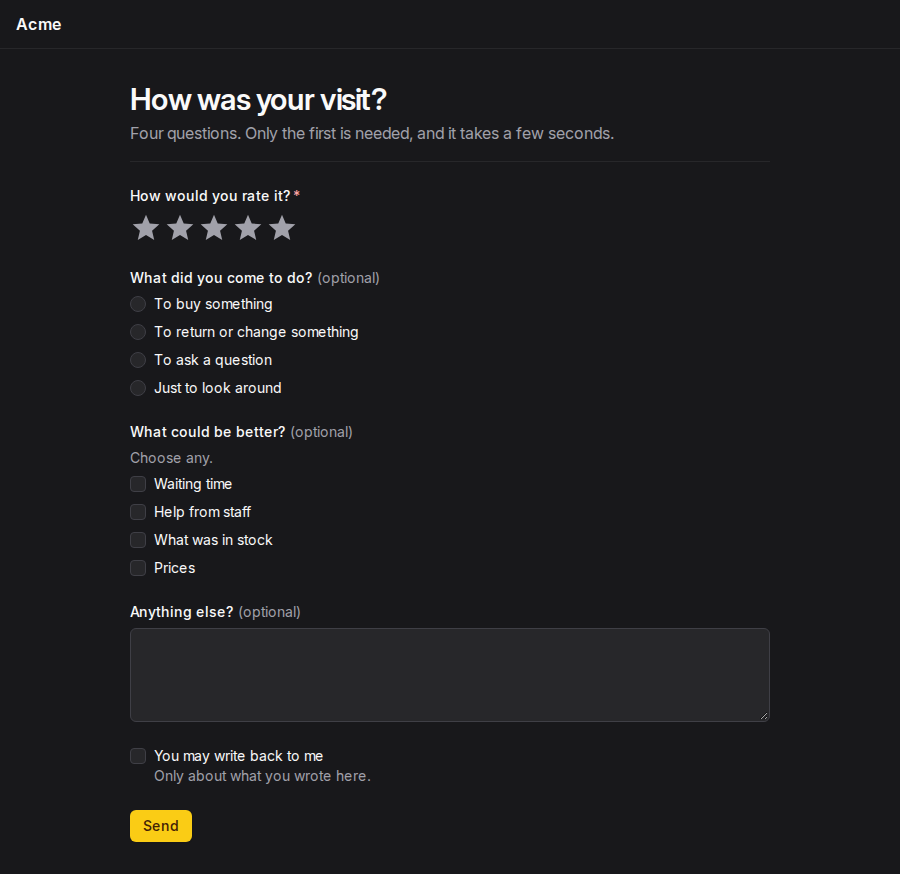 Acme
How was your visit?
Four questions. Only the first is needed, and it takes a few seconds.
How would you rate it? *
What did you come to do? (optional)
To buy something
To return or change something
To ask a question
Just to look around
What could be better? (optional)
Choose any.
Waiting time
Help from staff
What was in stock
Prices
Anything else? (optional)
You may write back to me
Only about what you wrote here.
Send